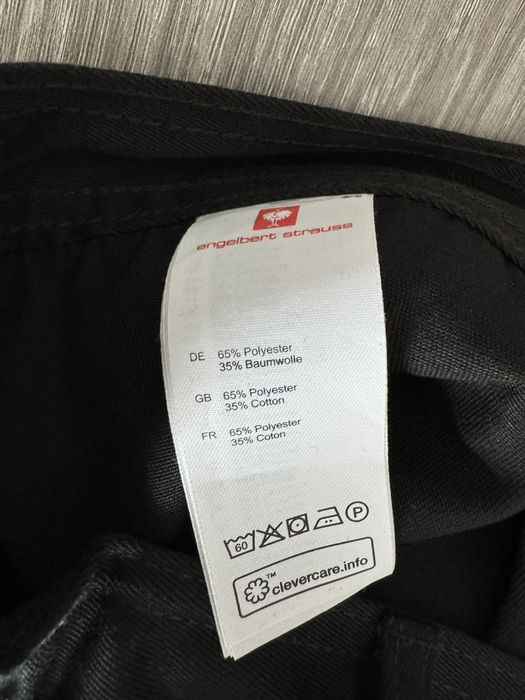 engelbert strauss
DE 65% Polyester
35% Baumwolle
GB 65% Polyester
35% Cotton
FR 65% Polyester
35% Coton
60 P
™ clevercare.info